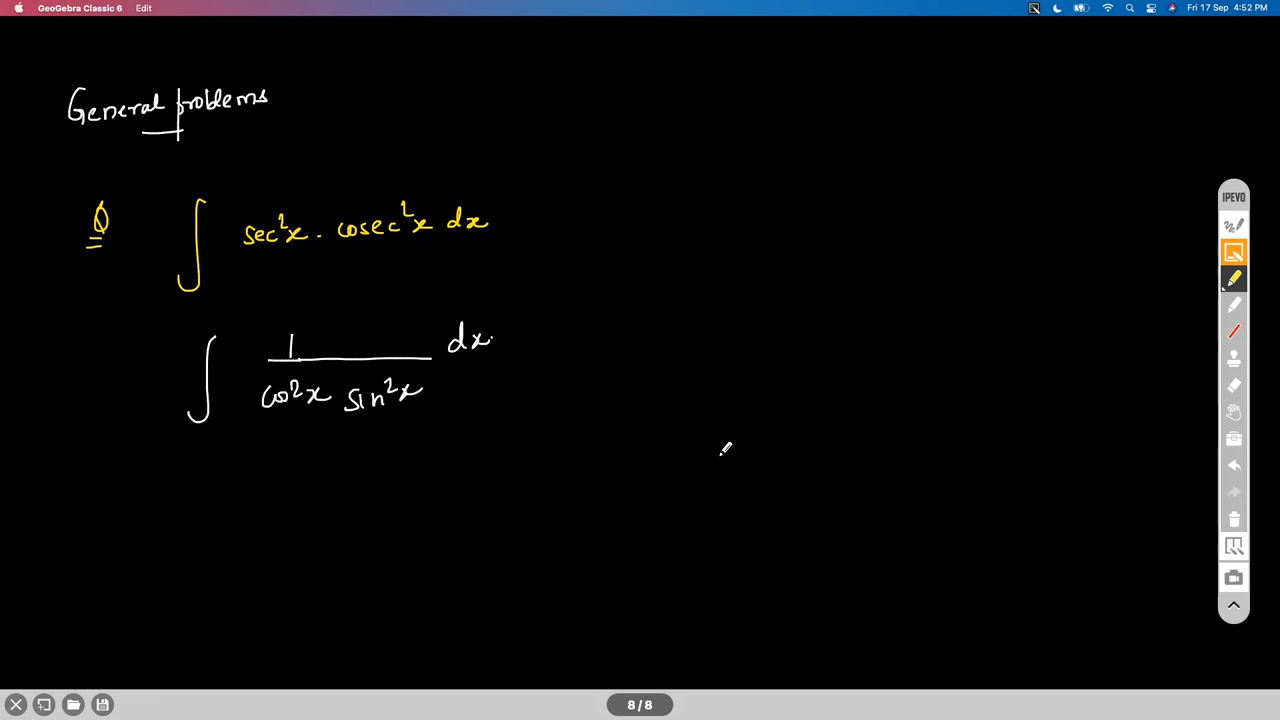 GeoGebra Classic 6 Edit Fri 17 Sep 4:52 PM
General problems
Q ∫ sec²x . cosec²x dx
∫ 1 / (cos²x sin²x) dx
IPEVO
8 / 8